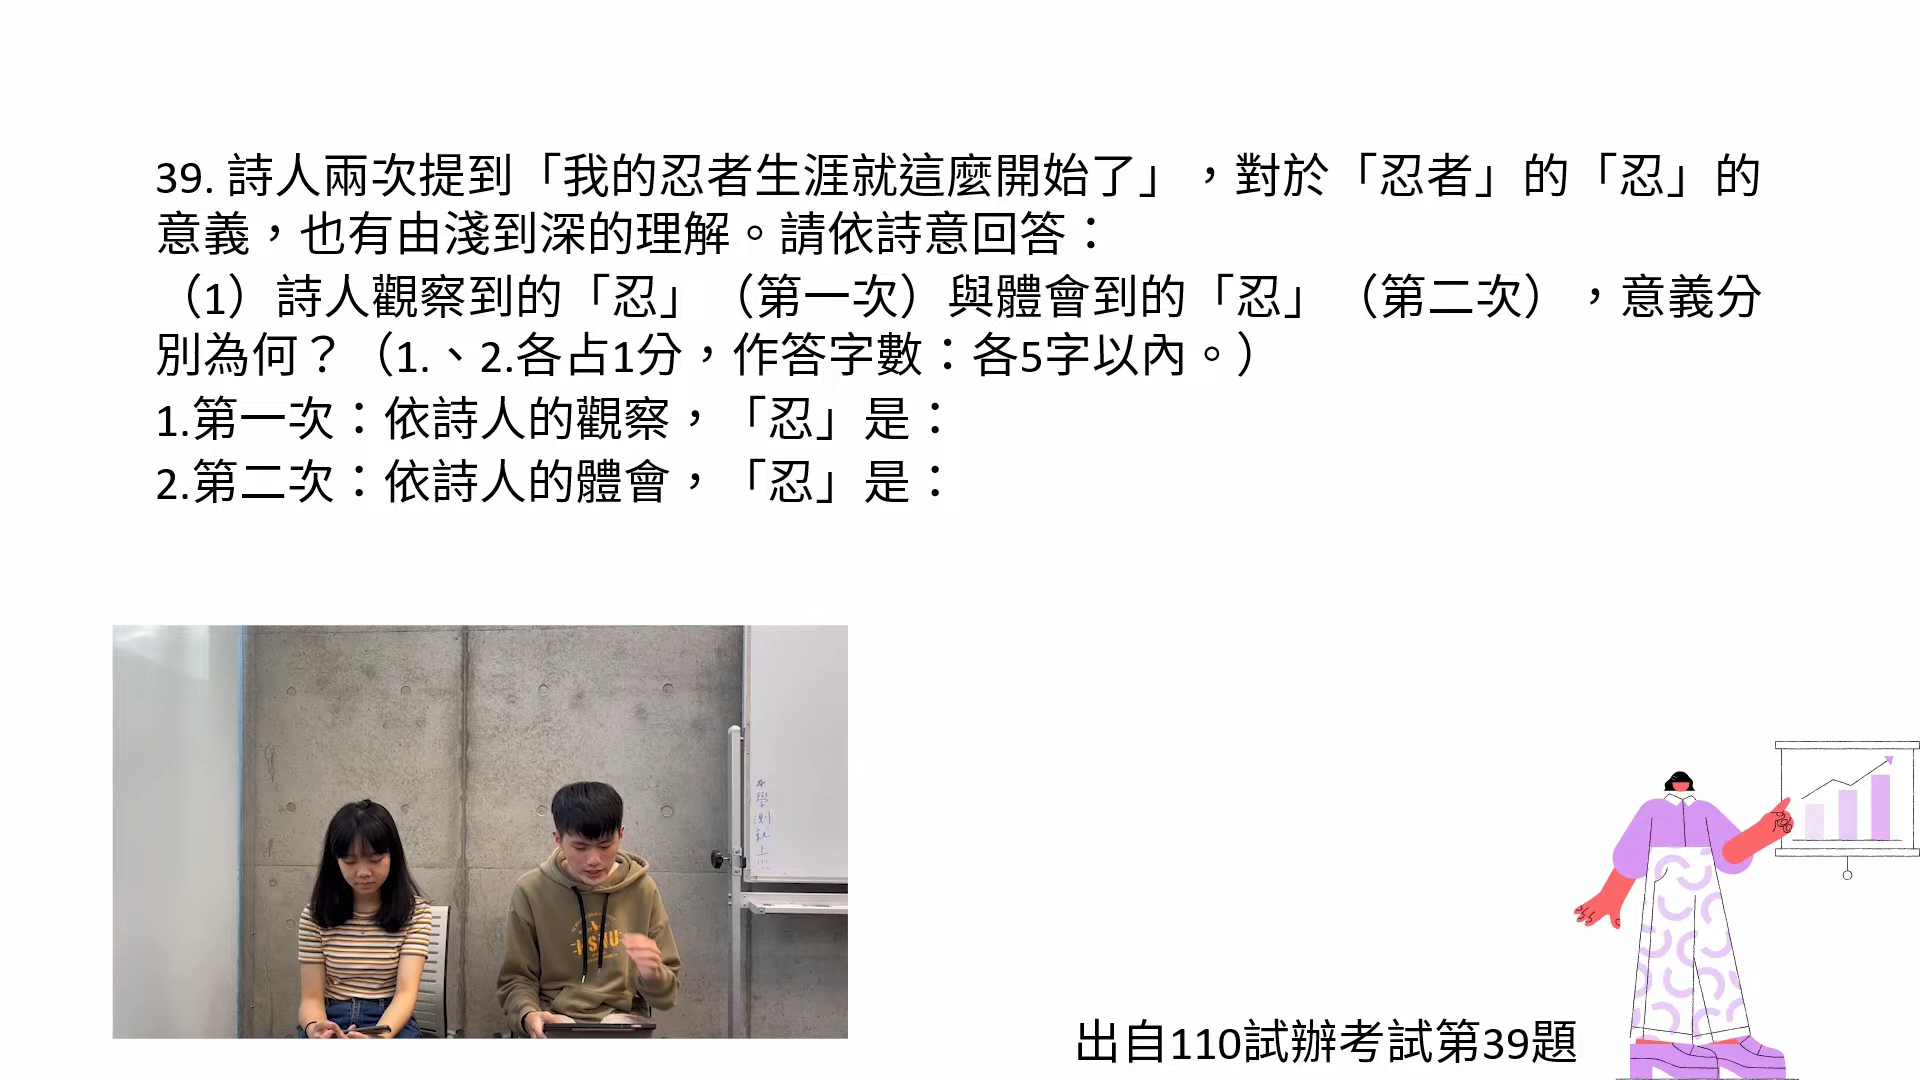 39. 詩人兩次提到「我的忍者生涯就這麼開始了」，對於「忍者」的「忍」的
意義，也有由淺到深的理解。請依詩意回答：
（1）詩人觀察到的「忍」（第一次）與體會到的「忍」（第二次），意義分
別為何？（1.、2.各占1分，作答字數：各5字以內。）
1.第一次：依詩人的觀察，「忍」是：
2.第二次：依詩人的體會，「忍」是：
學測就上
HSNU
出自110試辦考試第39題